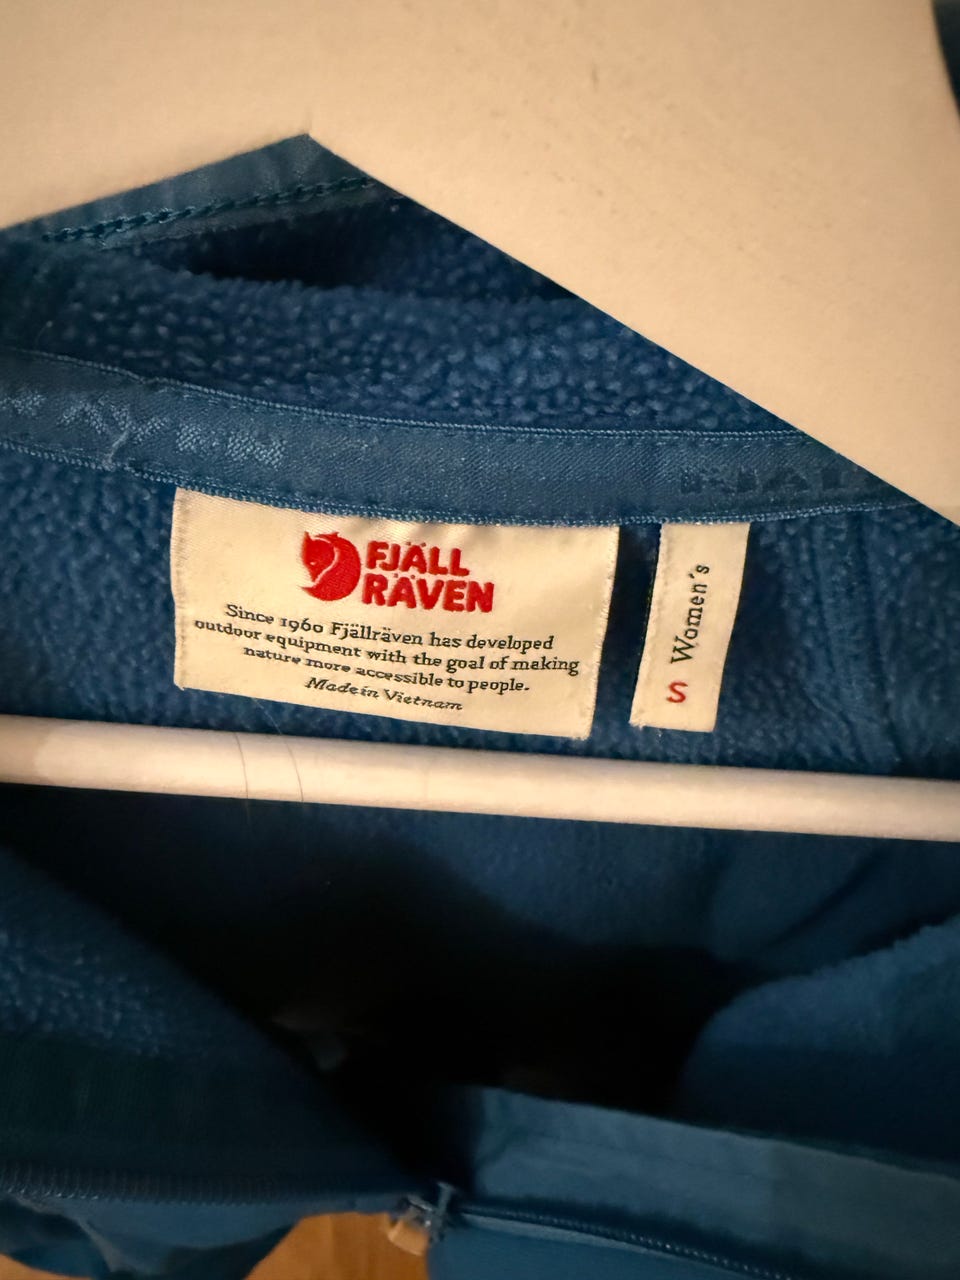 FJÄLL
RÄVEN
Since 1960 Fjällräven has developed
outdoor equipment with the goal of making
nature more accessible to people.
Made in Vietnam
Women´s
S